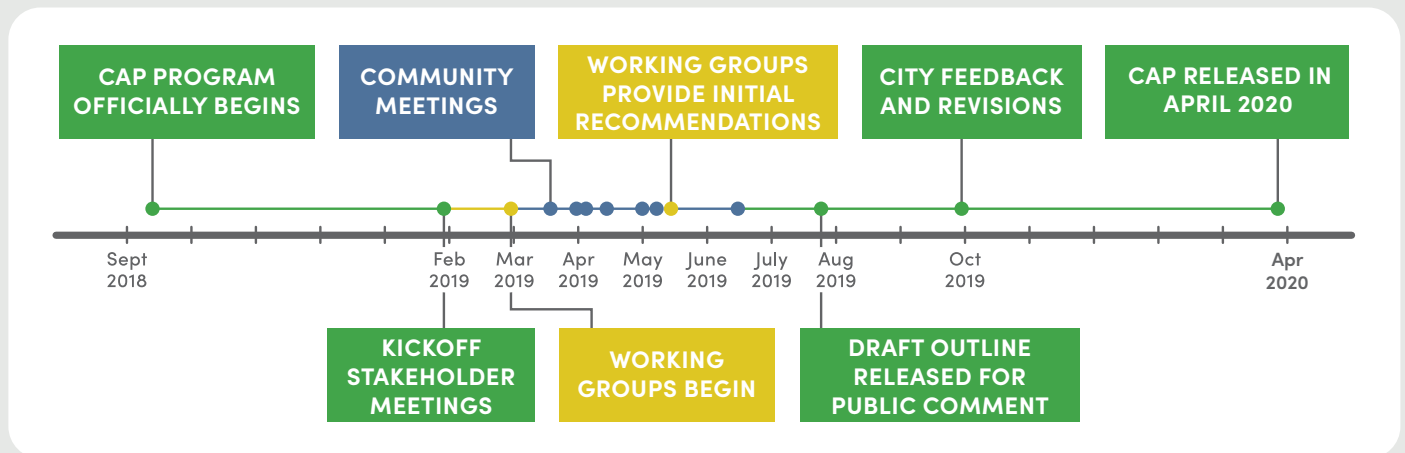 CAP PROGRAM
OFFICIALLY BEGINS
COMMUNITY
MEETINGS
WORKING GROUPS
PROVIDE INITIAL
RECOMMENDATIONS
CITY FEEDBACK
AND REVISIONS
CAP RELEASED IN
APRIL 2020
Sept
2018
Feb
2019
Mar
2019
Apr
2019
May
2019
June
2019
July
2019
Aug
2019
Oct
2019
Apr
2020
KICKOFF
STAKEHOLDER
MEETINGS
WORKING
GROUPS BEGIN
DRAFT OUTLINE
RELEASED FOR
PUBLIC COMMENT